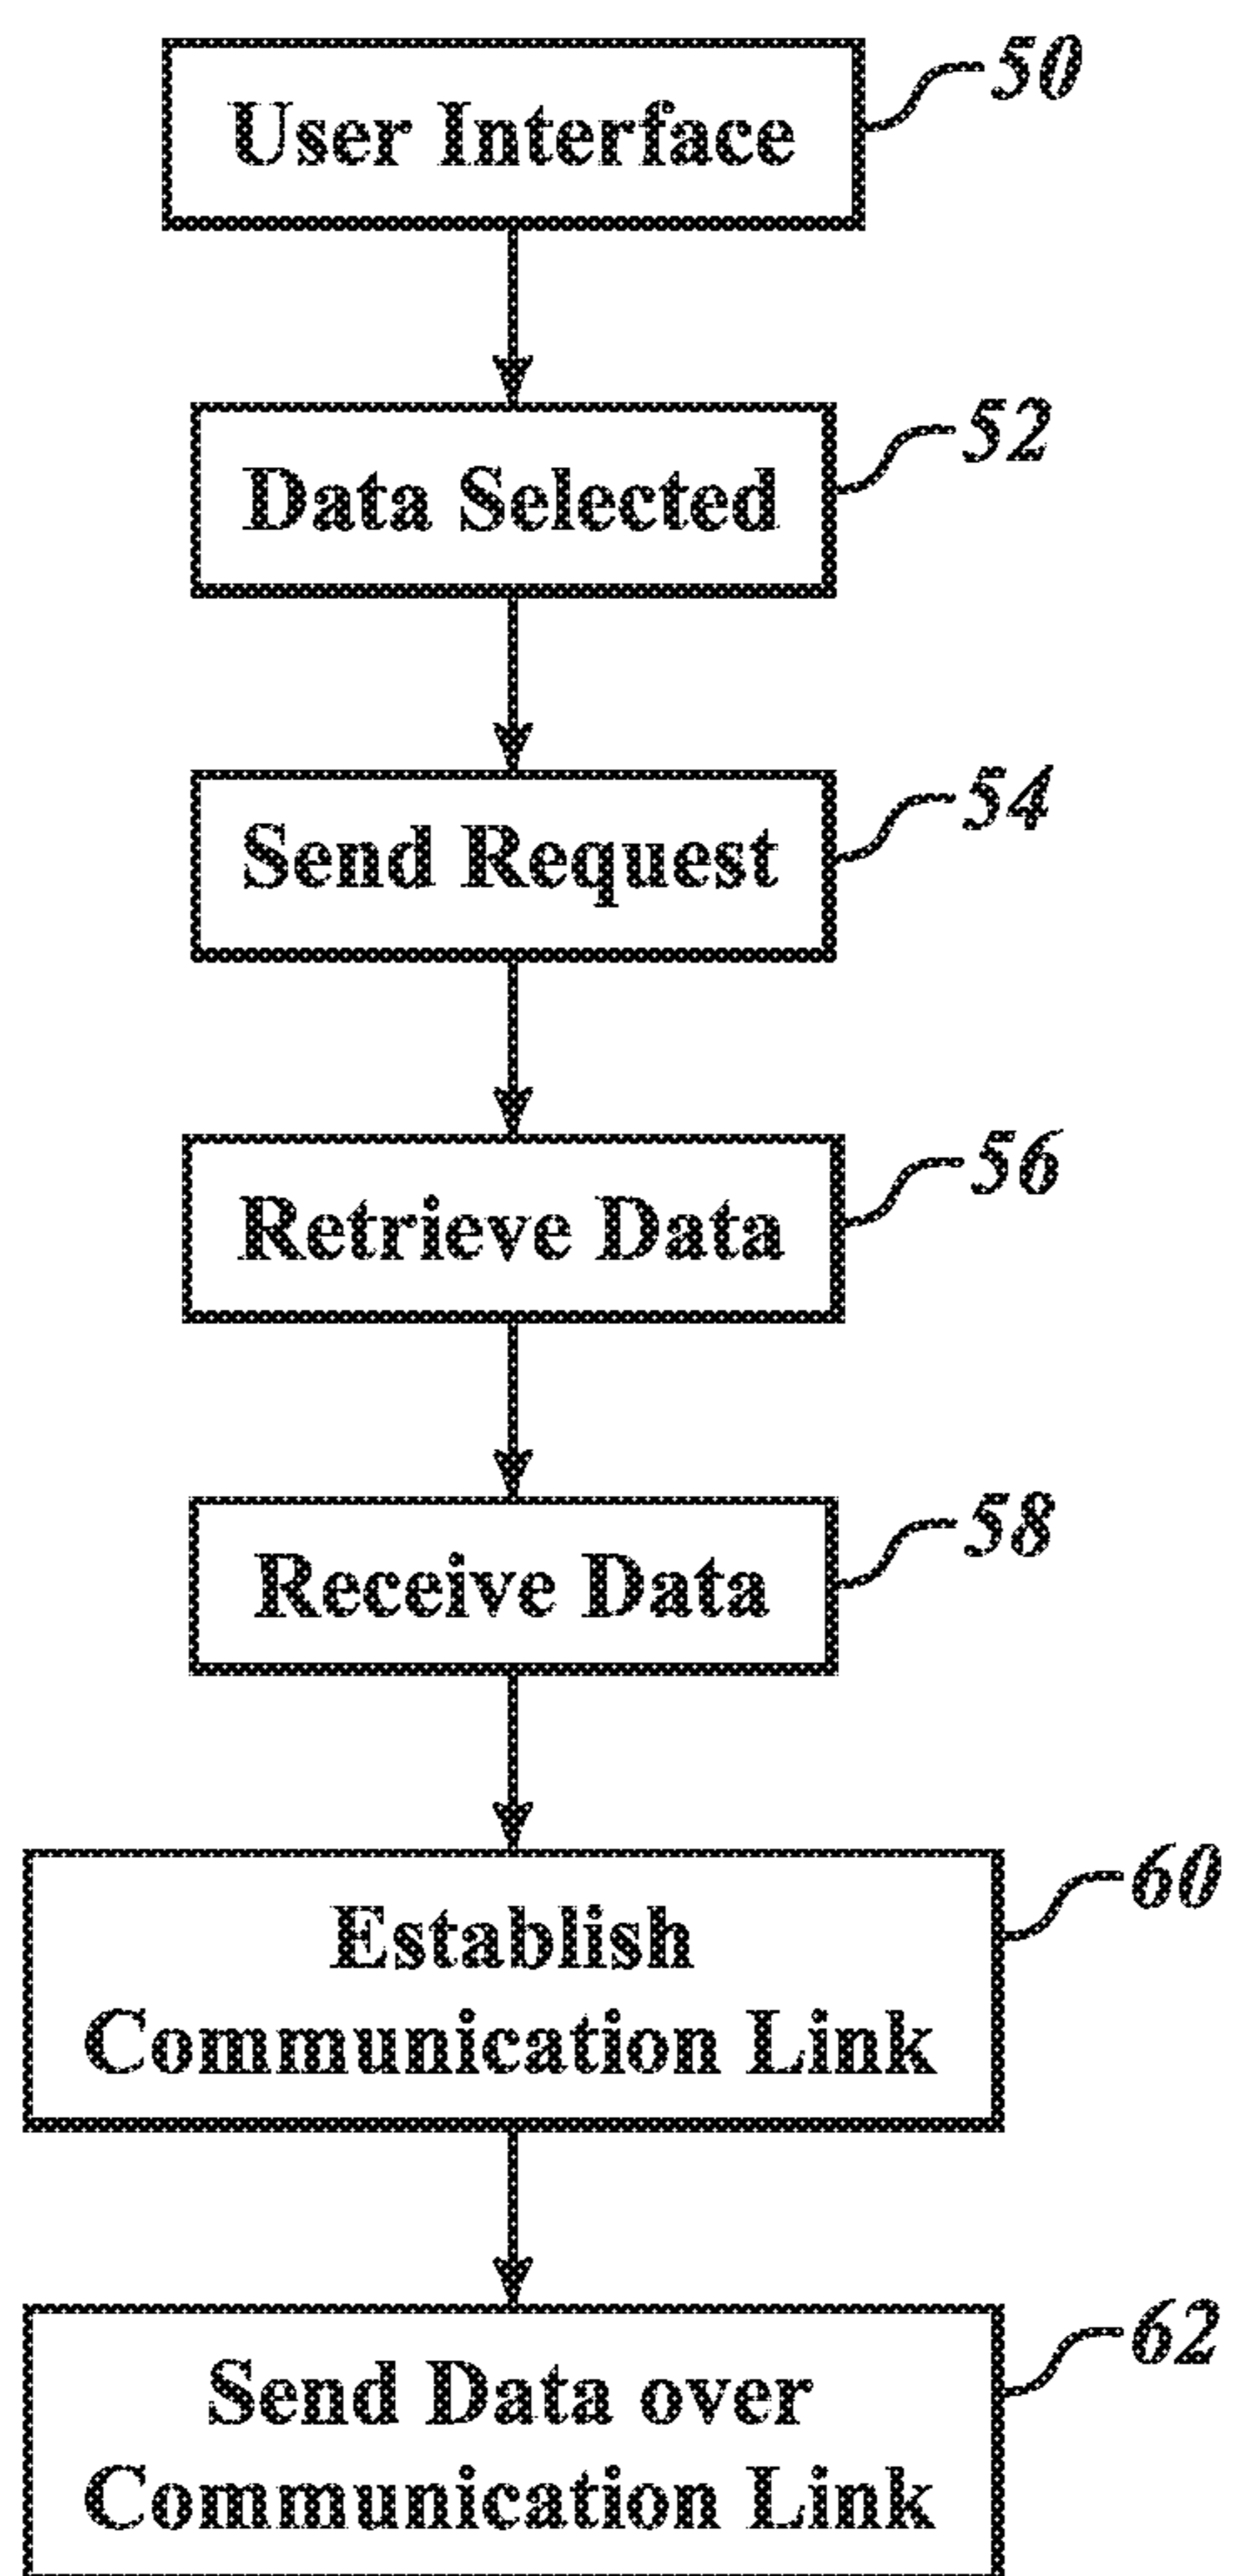 User Interface
50
Data Selected
52
Send Request
54
Retrieve Data
56
Receive Data
58
Establish
Communication Link
60
Send Data over
Communication Link
62